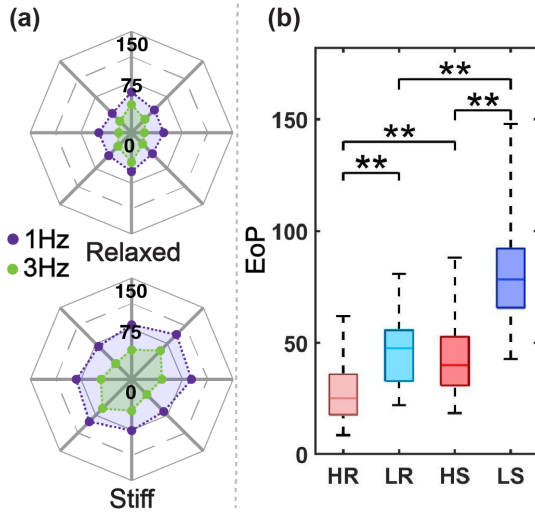 (a)
150
75
0
Relaxed
1Hz
3Hz
150
75
0
Stiff
(b)
EoP
150
100
50
0
**
**
**
**
HR LR HS LS